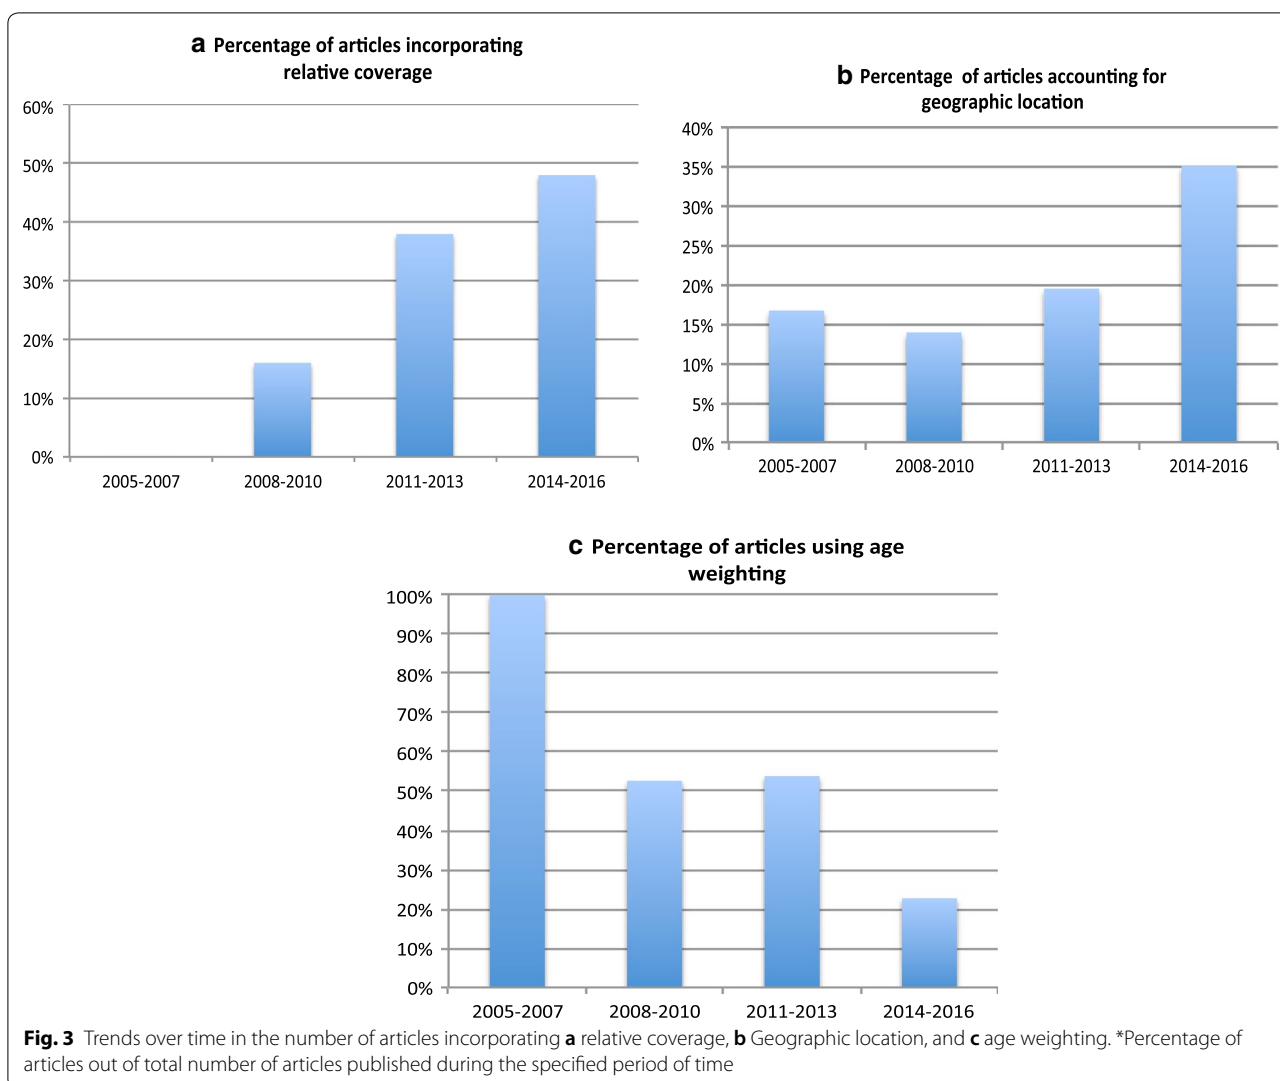 a Percentage of articles incorporating
relative coverage
60%
50%
40%
30%
20%
10%
0%
2005-2007 2008-2010 2011-2013 2014-2016
b Percentage of articles accounting for
geographic location
40%
35%
30%
25%
20%
15%
10%
5%
0%
2005-2007 2008-2010 2011-2013 2014-2016
c Percentage of articles using age
weighting
100%
90%
80%
70%
60%
50%
40%
30%
20%
10%
0%
2005-2007 2008-2010 2011-2013 2014-2016
Fig. 3 Trends over time in the number of articles incorporating a relative coverage, b Geographic location, and c age weighting. *Percentage of
articles out of total number of articles published during the specified period of time